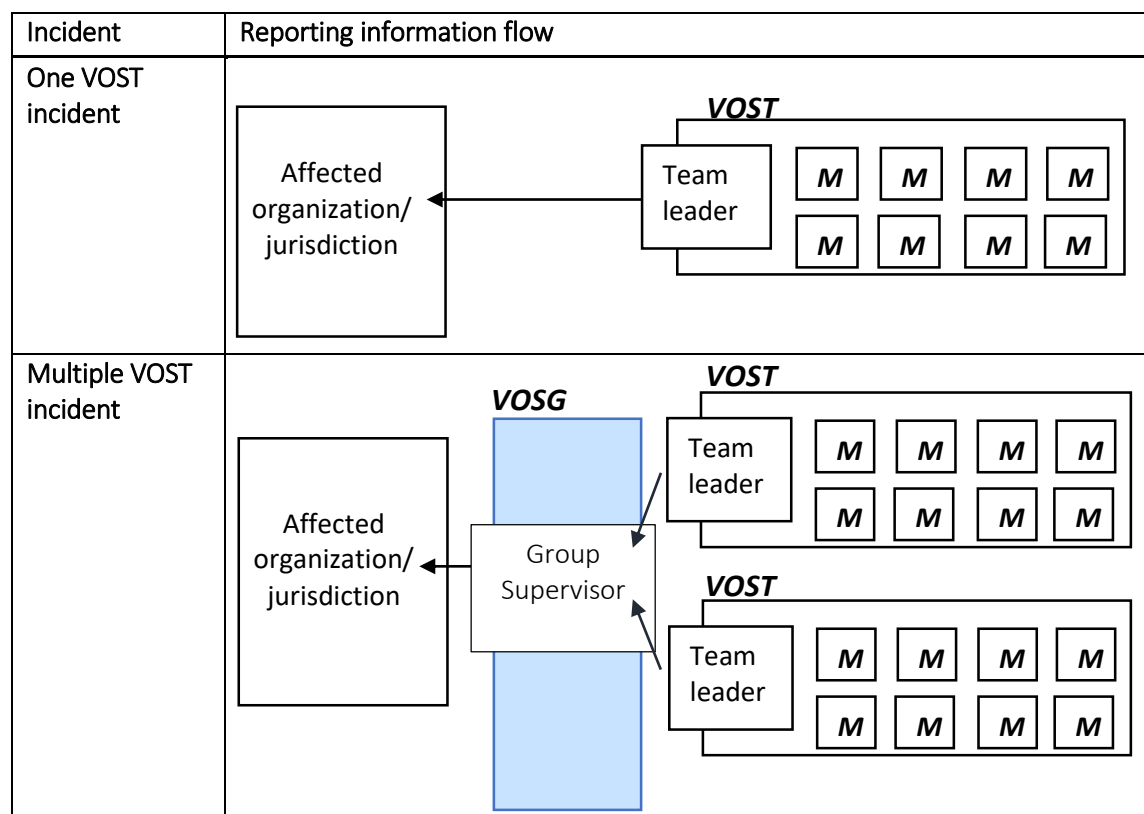 Incident
Reporting information flow
One VOST
incident
Affected
organization/
jurisdiction
VOST
Team
leader
M M M M
M M M M
Multiple VOST
incident
Affected
organization/
jurisdiction
VOSG
Group
Supervisor
VOST
Team
leader
M M M M
M M M M
VOST
Team
leader
M M M M
M M M M